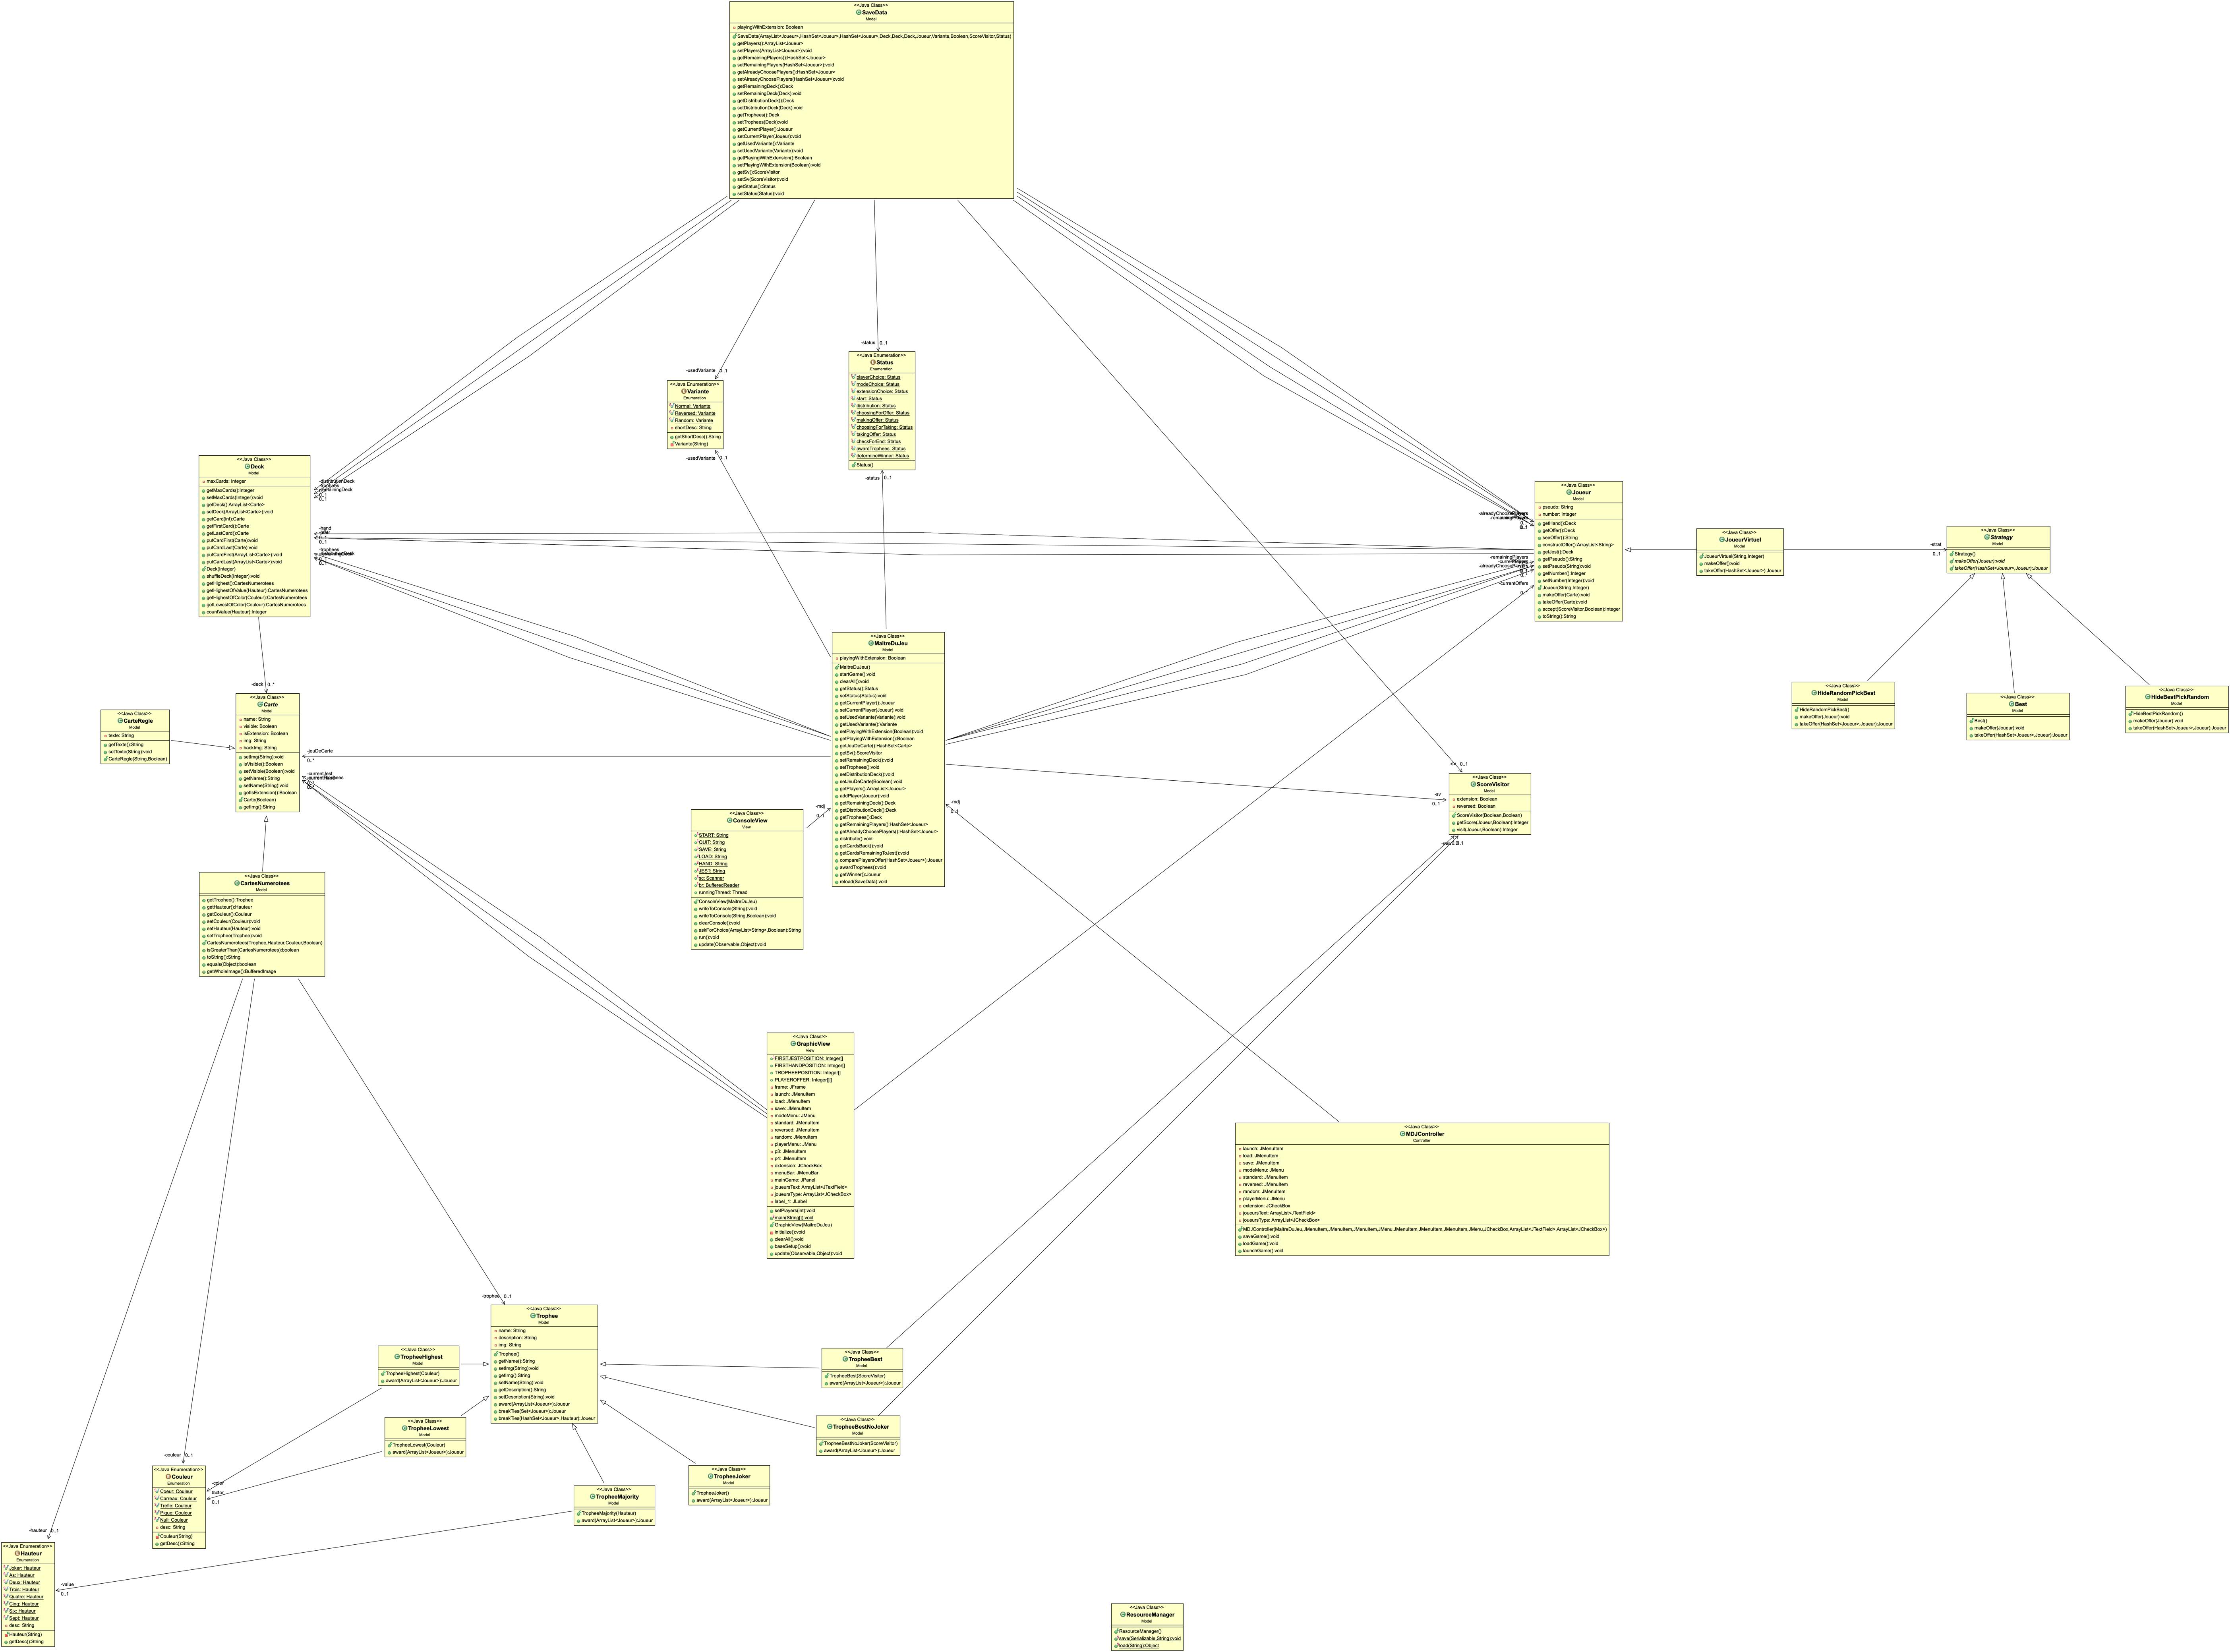 <<Java Class>>
SaveData
Model
playingWithExtension: Boolean
SaveData(ArrayList<Joueur>,HashSet<Joueur>,HashSet<Joueur>,Deck,Deck,Deck,Joueur,Variante,Boolean,ScoreVisitor,Status)
getPlayers():ArrayList<Joueur>
setPlayers(ArrayList<Joueur>):void
getRemainingPlayers():HashSet<Joueur>
setRemainingPlayers(HashSet<Joueur>):void
getAlreadyChoosePlayers():HashSet<Joueur>
setAlreadyChoosePlayers(HashSet<Joueur>):void
getRemainingDeck():Deck
setRemainingDeck(Deck):void
getDistributionDeck():Deck
setDistributionDeck(Deck):void
getTrophees():Deck
setTrophees(Deck):void
getCurrentPlayer():Joueur
setCurrentPlayer(Joueur):void
getUsedVariante():Variante
setUsedVariante(Variante):void
getPlayingWithExtension():Boolean
setPlayingWithExtension(Boolean):void
getSv():ScoreVisitor
setSv(ScoreVisitor):void
getStatus():Status
setStatus(Status):void
-status 0..1
<<Java Enumeration>>
Status
Enumeration
playerChoice: Status
modeChoice: Status
extensionChoice: Status
start: Status
distribution: Status
choosingForOffer: Status
makingOffer: Status
choosingForTaking: Status
takingOffer: Status
checkForEnd: Status
awardTrophees: Status
determineWinner: Status
Status()
-status 0..1
-usedVariante 0..1
<<Java Enumeration>>
Variante
Enumeration
Normal: Variante
Reversed: Variante
Random: Variante
shortDesc: String
getShortDesc():String
Variante(String)
-usedVariante 0..1
<<Java Class>>
Deck
Model
maxCards: Integer
getMaxCards():Integer
setMaxCards(Integer):void
getDeck():ArrayList<Carte>
setDeck(ArrayList<Carte>):void
getCard(int):Carte
getFirstCard():Carte
getLastCard():Carte
putCardFirst(Carte):void
putCardLast(Carte):void
putCardFirst(ArrayList<Carte>):void
putCardLast(ArrayList<Carte>):void
Deck(Integer)
shuffleDeck(Integer):void
getHighest():CartesNumerotees
getHighestOfValue(Hauteur):CartesNumerotees
getHighestOfColor(Couleur):CartesNumerotees
getLowestOfColor(Couleur):CartesNumerotees
countValue(Hauteur):Integer
-distributionDeck
0..1
-hand
0..1
-trophees
0..1
<<Java Class>>
Joueur
Model
pseudo: String
number: Integer
getHand():Deck
getOffer():Deck
seeOffer():String
constructOffer():ArrayList<String>
getJest():Deck
getPseudo():String
setPseudo(String):void
getNumber():Integer
setNumber(Integer):void
Joueur(String,Integer)
makeOffer(Carte):void
takeOffer(Carte):void
accept(ScoreVisitor,Boolean):Integer
toString():String
-alreadyChoosePlayers
-remainingPlayers
-alreadyChoosePlayers
-currentOffers
0..*
<<Java Class>>
JoueurVirtuel
Model
JoueurVirtuel(String,Integer)
makeOffer():void
takeOffer(HashSet<Joueur>):Joueur
-strat
0..1
<<Java Class>>
Strategy
Model
Strategy()
makeOffer(Joueur):void
takeOffer(HashSet<Joueur>,Joueur):Joueur
<<Java Class>>
HideRandomPickBest
Model
HideRandomPickBest()
makeOffer(Joueur):void
takeOffer(HashSet<Joueur>,Joueur):Joueur
<<Java Class>>
Best
Model
Best()
makeOffer(Joueur):void
takeOffer(HashSet<Joueur>,Joueur):Joueur
<<Java Class>>
HideBestPickRandom
Model
HideBestPickRandom()
makeOffer(Joueur):void
takeOffer(HashSet<Joueur>,Joueur):Joueur
<<Java Class>>
MaitreDuJeu
Model
playingWithExtension: Boolean
MaitreDuJeu()
startGame():void
clearAll():void
getStatus():Status
setStatus(Status):void
getCurrentPlayer():Joueur
setCurrentPlayer(Joueur):void
setUsedVariante(Variante):void
getUsedVariante():Variante
setPlayingWithExtension(Boolean):void
getPlayingWithExtension():Boolean
getJeuDeCarte():HashSet<Carte>
getSv():ScoreVisitor
setRemainingDeck():void
setTrophees():void
setDistributionDeck():void
setJeuDeCarte(Boolean):void
getPlayers():ArrayList<Joueur>
addPlayer(Joueur):void
getRemainingDeck():Deck
getDistributionDeck():Deck
getTrophees():Deck
getRemainingPlayers():HashSet<Joueur>
getAlreadyChoosePlayers():HashSet<Joueur>
distribute():void
getCardsBack():void
getCardsRemainingToJest():void
comparePlayersOffer(HashSet<Joueur>):Joueur
awardTrophees():void
getWinner():Joueur
reload(SaveData):void
-deck 0..*
<<Java Class>>
Carte
Model
name: String
visible: Boolean
isExtension: Boolean
img: String
backImg: String
setImg(String):void
isVisible():Boolean
setVisible(Boolean):void
getName():String
setName(String):void
getIsExtension():Boolean
Carte(Boolean)
getImg():String
-jeuDeCarte
0..*
-currentJest
<<Java Class>>
CarteRegle
Model
texte: String
getTexte():String
setTexte(String):void
CarteRegle(String,Boolean)
-sv 0..1
-sv
0..1
<<Java Class>>
ScoreVisitor
Model
extension: Boolean
reversed: Boolean
ScoreVisitor(Boolean,Boolean)
getScore(Joueur,Boolean):Integer
visit(Joueur,Boolean):Integer
<<Java Class>>
ConsoleView
View
START: String
QUIT: String
SAVE: String
LOAD: String
HAND: String
JEST: String
sc: Scanner
br: BufferedReader
runningThread: Thread
ConsoleView(MaitreDuJeu)
writeToConsole(String):void
writeToConsole(String,Boolean):void
clearConsole():void
askForChoice(ArrayList<String>,Boolean):String
run():void
update(Observable,Object):void
-mdj
0..1
-mdj
0..1
<<Java Class>>
CartesNumerotees
Model
getTrophee():Trophee
getHauteur():Hauteur
getCouleur():Couleur
setCouleur(Couleur):void
setHauteur(Hauteur):void
setTrophee(Trophee):void
CartesNumerotees(Trophee,Hauteur,Couleur,Boolean)
isGreaterThan(CartesNumerotees):boolean
toString():String
equals(Object):boolean
getWholeImage():BufferedImage
<<Java Class>>
GraphicView
View
FIRSTJESTPOSITION: Integer[]
FIRSTHANDPOSITION: Integer[]
TROPHEEPOSITION: Integer[]
PLAYEROFFER: Integer[][]
frame: JFrame
launch: JMenuItem
load: JMenuItem
save: JMenuItem
modeMenu: JMenu
standard: JMenuItem
reversed: JMenuItem
random: JMenuItem
playerMenu: JMenu
p3: JMenuItem
p4: JMenuItem
extension: JCheckBox
menuBar: JMenuBar
mainGame: JPanel
joueursText: ArrayList<JTextField>
joueursType: ArrayList<JCheckBox>
label_1: JLabel
setPlayers(int):void
main(String[]):void
GraphicView(MaitreDuJeu)
initialize():void
clearAll():void
baseSetup():void
update(Observable,Object):void
<<Java Class>>
MDJController
Controller
launch: JMenuItem
load: JMenuItem
save: JMenuItem
modeMenu: JMenu
standard: JMenuItem
reversed: JMenuItem
random: JMenuItem
playerMenu: JMenu
extension: JCheckBox
joueursText: ArrayList<JTextField>
joueursType: ArrayList<JCheckBox>
MDJController(MaitreDuJeu,JMenuItem,JMenuItem,JMenuItem,JMenu,JMenuItem,JMenuItem,JMenuItem,JMenu,JCheckBox,ArrayList<JTextField>,ArrayList<JCheckBox>)
saveGame():void
loadGame():void
launchGame():void
-trophee 0..1
<<Java Class>>
Trophee
Model
name: String
description: String
img: String
Trophee()
getName():String
setImg(String):void
getImg():String
setName(String):void
getDescription():String
setDescription(String):void
award(ArrayList<Joueur>):Joueur
breakTies(Set<Joueur>):Joueur
breakTies(HashSet<Joueur>,Hauteur):Joueur
<<Java Class>>
TropheeHighest
Model
TropheeHighest(Couleur)
award(ArrayList<Joueur>):Joueur
<<Java Class>>
TropheeBest
Model
TropheeBest(ScoreVisitor)
award(ArrayList<Joueur>):Joueur
<<Java Class>>
TropheeLowest
Model
TropheeLowest(Couleur)
award(ArrayList<Joueur>):Joueur
<<Java Class>>
TropheeBestNoJoker
Model
TropheeBestNoJoker(ScoreVisitor)
award(ArrayList<Joueur>):Joueur
<<Java Class>>
TropheeJoker
Model
TropheeJoker()
award(ArrayList<Joueur>):Joueur
<<Java Class>>
TropheeMajority
Model
TropheeMajority(Hauteur)
award(ArrayList<Joueur>):Joueur
-couleur 0..1
<<Java Enumeration>>
Couleur
Enumeration
Coeur: Couleur
Carreau: Couleur
Trefle: Couleur
Pique: Couleur
Null: Couleur
desc: String
Couleur(String)
getDesc():String
-color
0..1
-hauteur 0..1
<<Java Enumeration>>
Hauteur
Enumeration
Joker: Hauteur
As: Hauteur
Deux: Hauteur
Trois: Hauteur
Quatre: Hauteur
Cinq: Hauteur
Six: Hauteur
Sept: Hauteur
desc: String
Hauteur(String)
getDesc():String
-value
0..1
<<Java Class>>
ResourceManager
Model
ResourceManager()
save(Serializable,String):void
load(String):Object